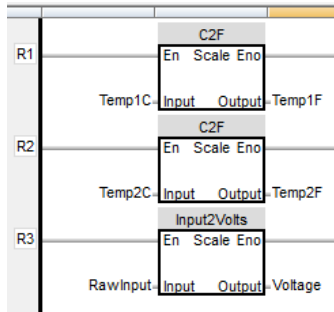 C2F
R1 En Scale Eno
Temp1C Input Output Temp1F
C2F
R2 En Scale Eno
Temp2C Input Output Temp2F
Input2Volts
R3 En Scale Eno
RawInput Input Output Voltage